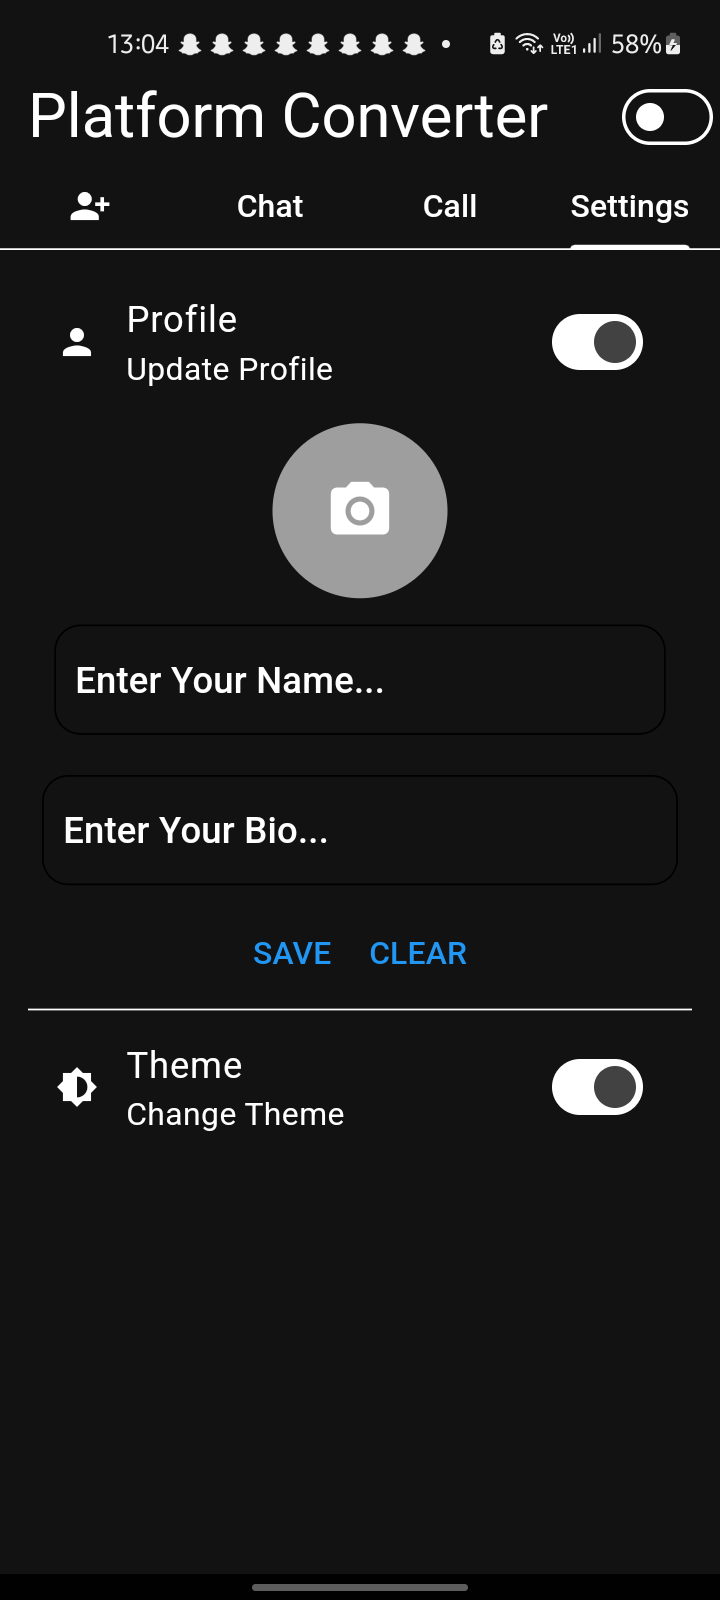 13:04 Vo)) LTE1 58%
Platform Converter
Chat Call Settings
Profile
Update Profile
Enter Your Name...
Enter Your Bio...
SAVE CLEAR
Theme
Change Theme